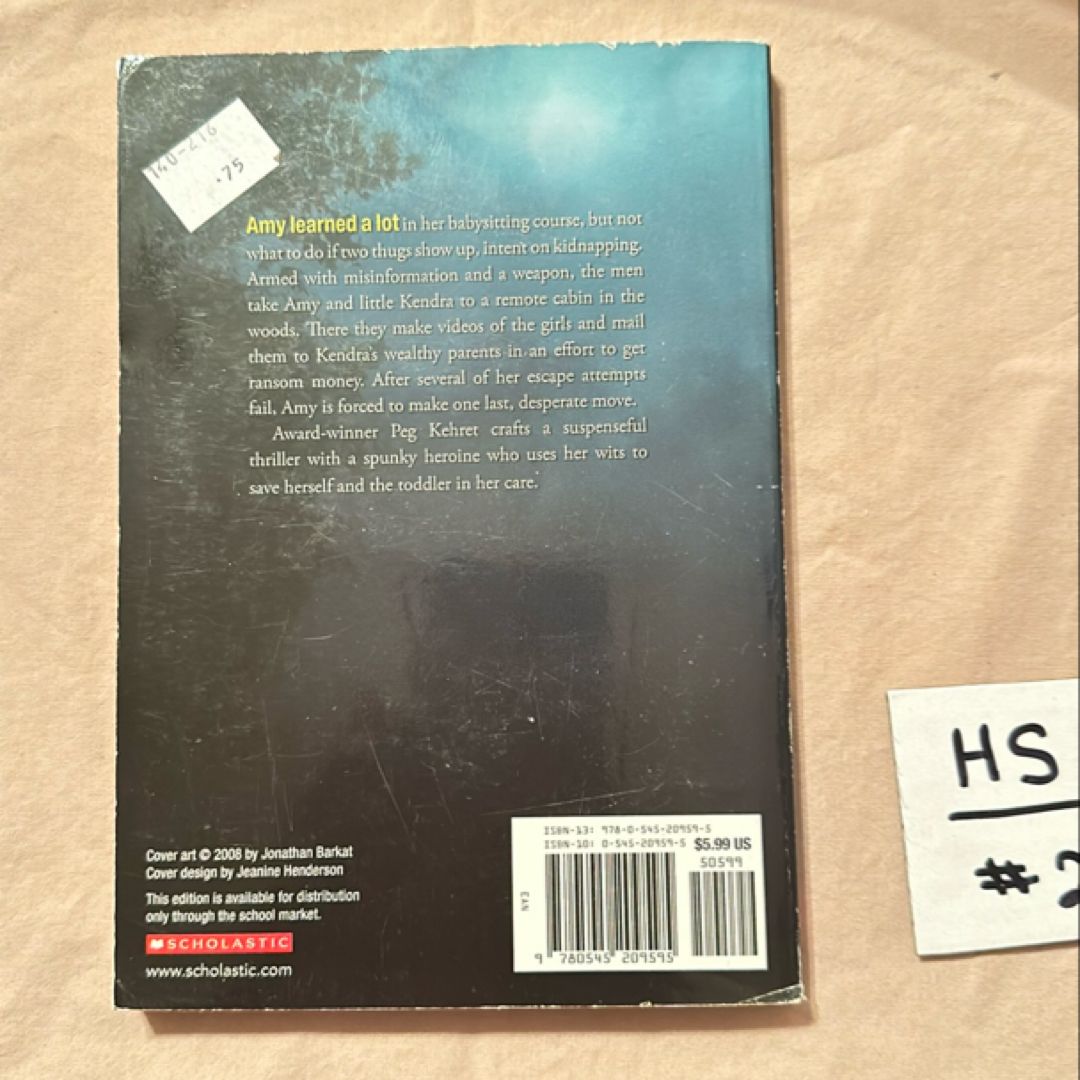 140-216
.75
Amy learned a lot in her babysitting course, but not
what to do if two thugs show up, intent on kidnapping.
Armed with misinformation and a weapon, the men
take Amy and little Kendra to a remote cabin in the
woods. There they make videos of the girls and mail
them to Kendra's wealthy parents in an effort to get
ransom money. After several of her escape attempts
fail, Amy is forced to make one last, desperate move.
Award-winner Peg Kehret crafts a suspenseful
thriller with a spunky heroine who uses her wits to
save herself and the toddler in her care.
Cover art © 2008 by Jonathan Barkat
Cover design by Jeanine Henderson
This edition is available for distribution
only through the school market.
SCHOLASTIC
www.scholastic.com
ISBN-13: 978-0-545-20959-5
ISBN-10: 0-545-20959-5 $5.99 US
50599
EAN
9 780545 209595
HS
#2